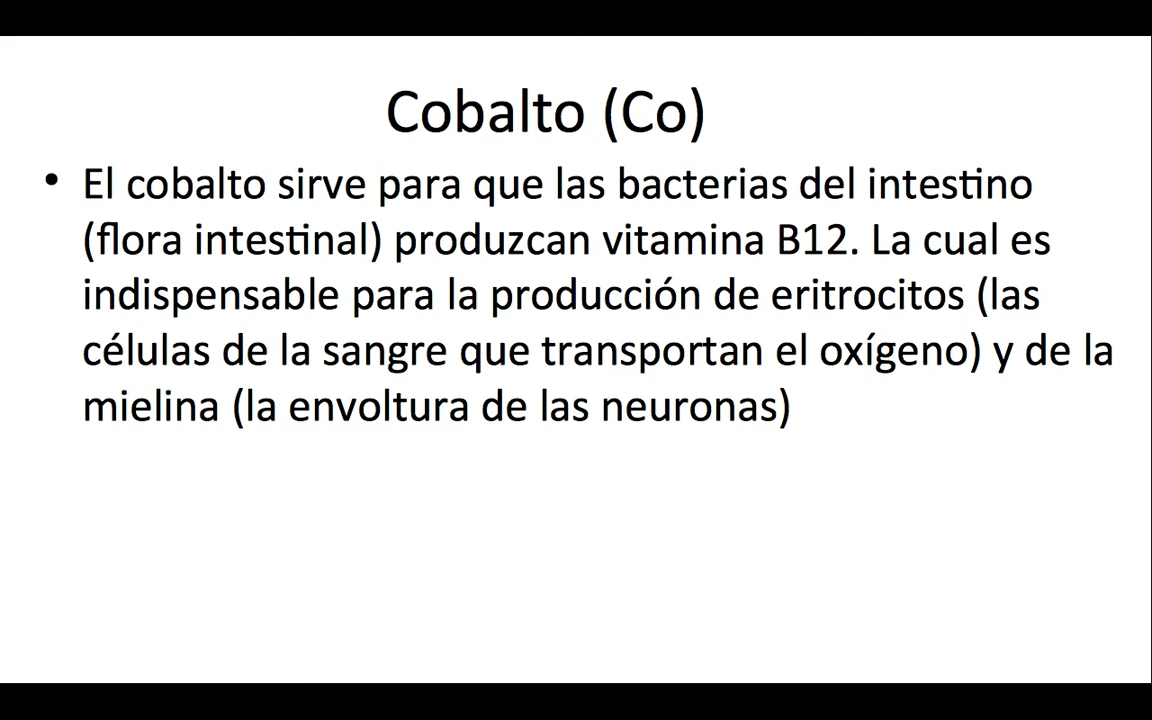 Cobalto (Co)
• El cobalto sirve para que las bacterias del intestino
(flora intestinal) produzcan vitamina B12. La cual es
indispensable para la producción de eritrocitos (las
células de la sangre que transportan el oxígeno) y de la
mielina (la envoltura de las neuronas)